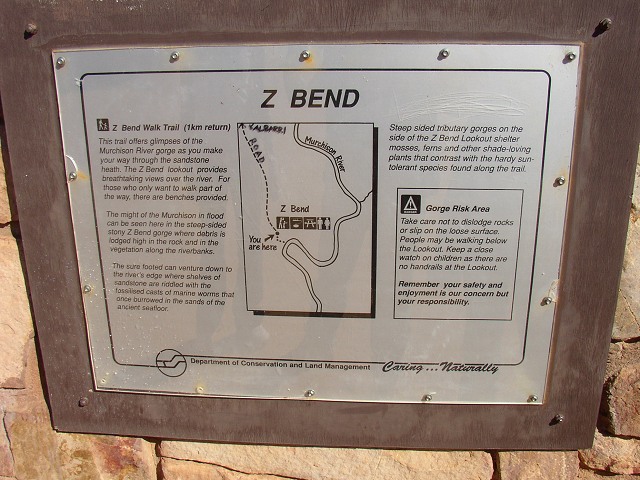 Z BEND
Z Bend Walk Trail (1km return)
This trail offers glimpses of the
Murchison River gorge as you make
your way through the sandstone
heath. The Z Bend lookout provides
breathtaking views over the river. For
those who only want to walk part of
the way, there are benches provided.
The might of the Murchison in flood
can be seen here in the steep-sided
stony Z Bend gorge where debris is
lodged high in the rock and in the
vegetation along the riverbanks.
The sure footed can venture down to
the river's edge where shelves of
sandstone are riddled with the
fossilised casts of marine worms that
once burrowed in the sands of the
ancient seafloor.
KALBARRI
ROAD
Murchison River
Z Bend
You
are here
Steep sided tributary gorges on the
side of the Z Bend Lookout shelter
mosses, ferns and other shade-loving
plants that contrast with the hardy sun-
tolerant species found along the trail.
Gorge Risk Area
Take care not to dislodge rocks
or slip on the loose surface.
People may be walking below
the Lookout. Keep a close
watch on children as there are
no handrails at the Lookout.
Remember your safety and
enjoyment is our concern but
your responsibility.
Department of Conservation and Land Management
Caring...Naturally